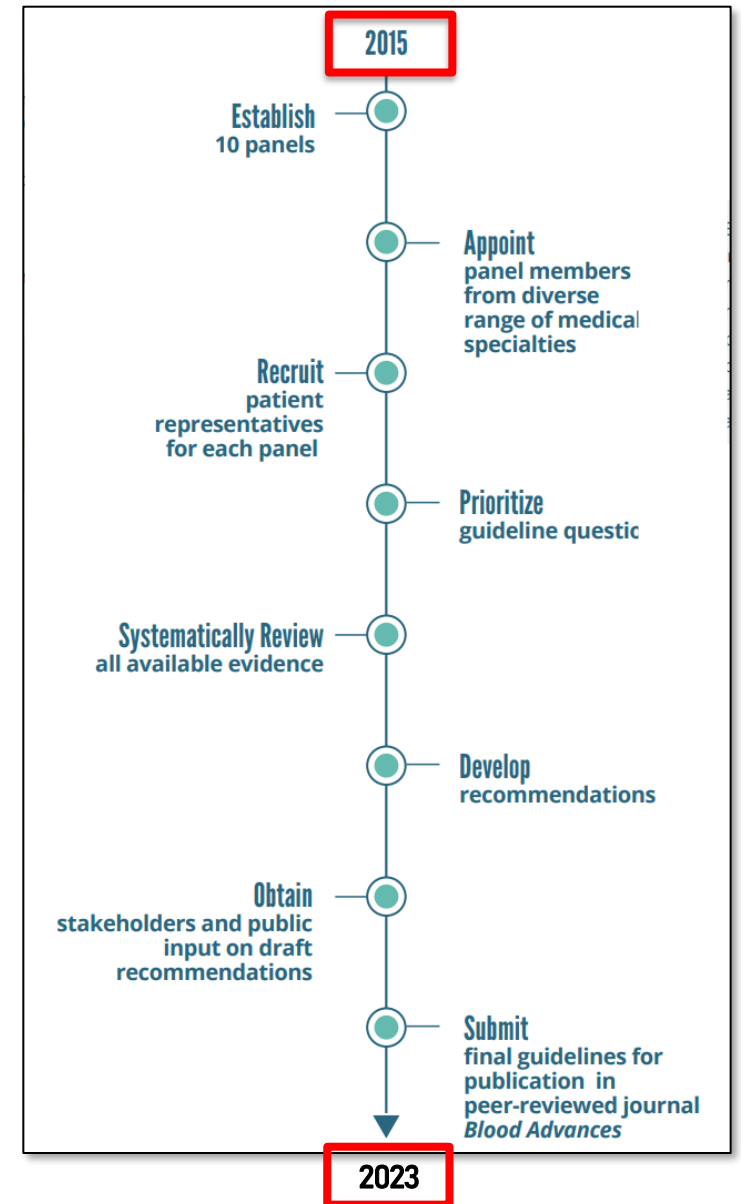 2015
Establish
10 panels
Appoint
panel members
from diverse
range of medical
specialties
Recruit
patient
representatives
for each panel
Prioritize
guideline
Systematically Review
all available evidence
Develop
recommendations
Obtain
stakeholders and public
input on draft
recommendations
Submit
final guidelines for
publication in
peer-reviewed journal
Blood Advances
2023